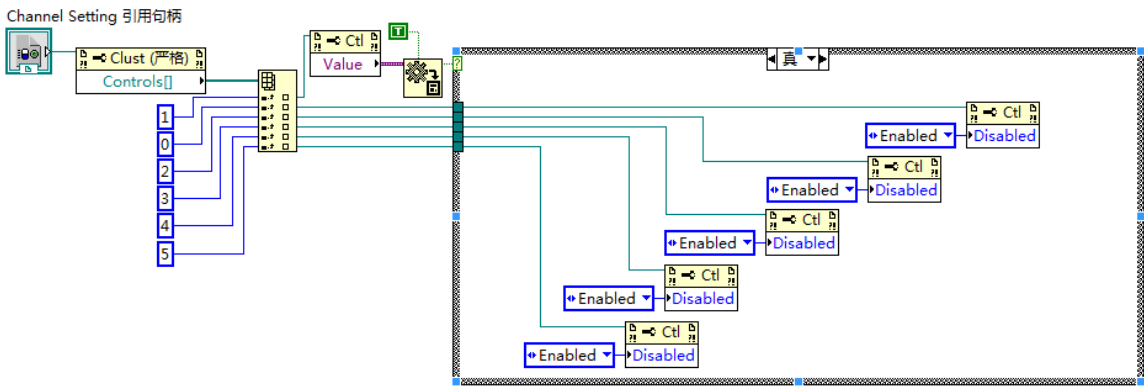 Channel Setting 引用句柄
Clust (严格)
Controls[]
Ctl
Value
T
?
真
1
0
2
3
4
5
Ctl
Enabled
Disabled
Ctl
Enabled
Disabled
Ctl
Enabled
Disabled
Ctl
Enabled
Disabled
Ctl
Enabled
Disabled